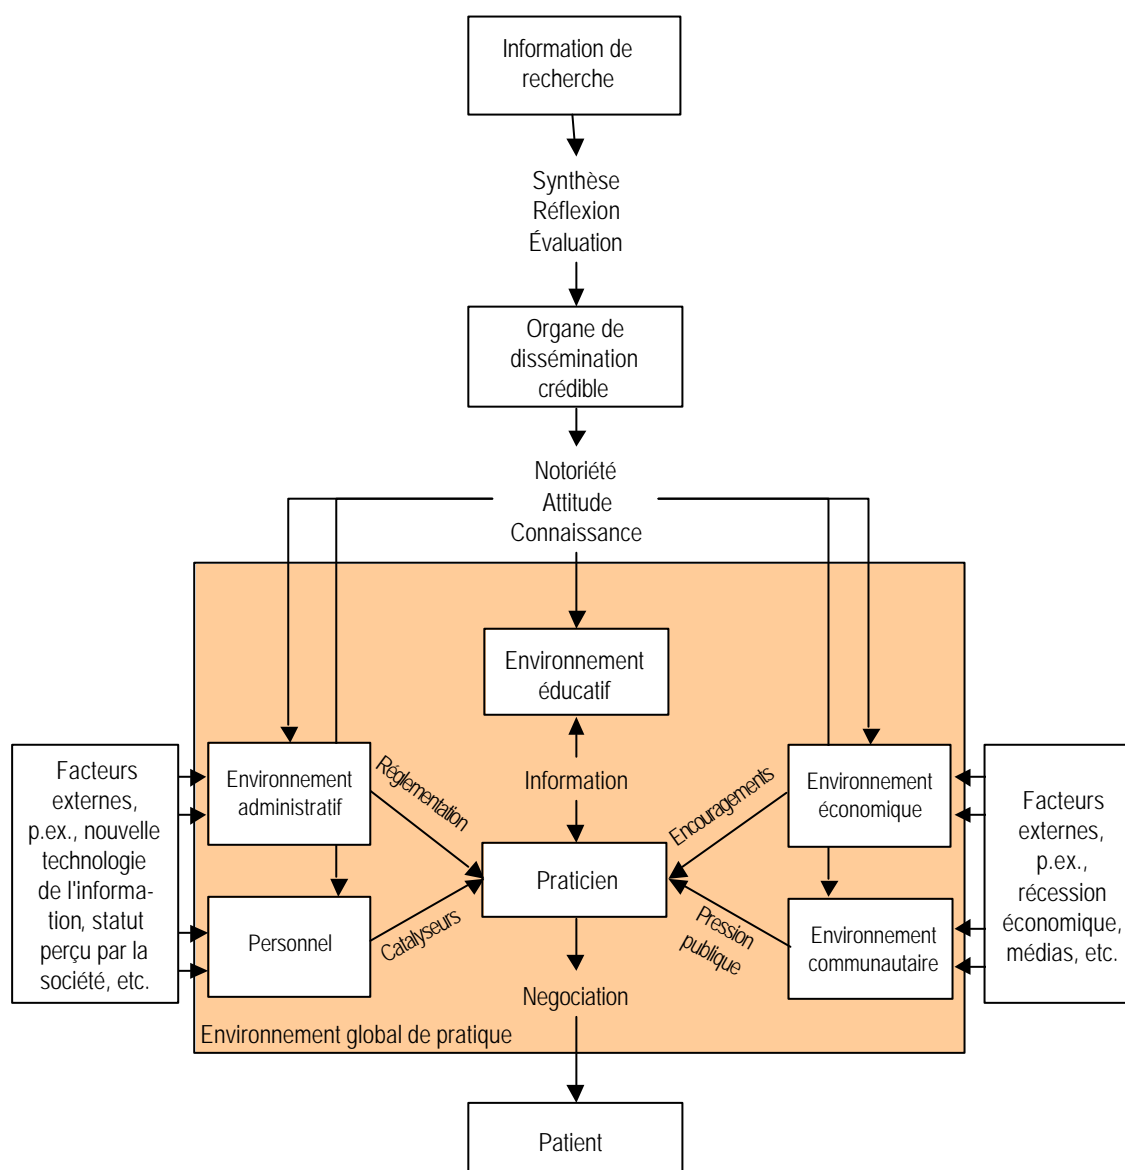 Information de
recherche
Synthèse
Réflexion
Évaluation
Organe de
dissémination
crédible
Notoriété
Attitude
Connaissance
Environnement
éducatif
Facteurs
externes,
p.ex., nouvelle
technologie
de l'informa-
tion, statut
perçu par la
société, etc.
Environnement
administratif
Réglementation
Information
Encouragements
Environnement
économique
Facteurs
externes,
p.ex.,
récession
économique,
médias, etc.
Praticien
Personnel
Catalyseurs
Pression
publique
Environnement
communautaire
Negociation
Environnement global de pratique
Patient